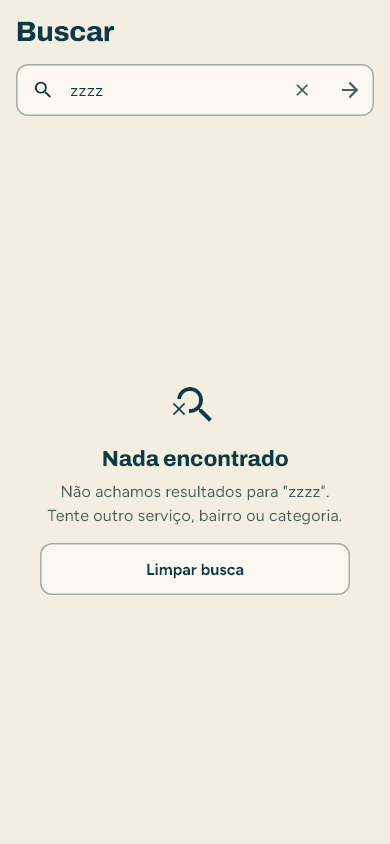 Buscar
zzzz
Nada encontrado
Não achamos resultados para "zzzz".
Tente outro serviço, bairro ou categoria.
Limpar busca